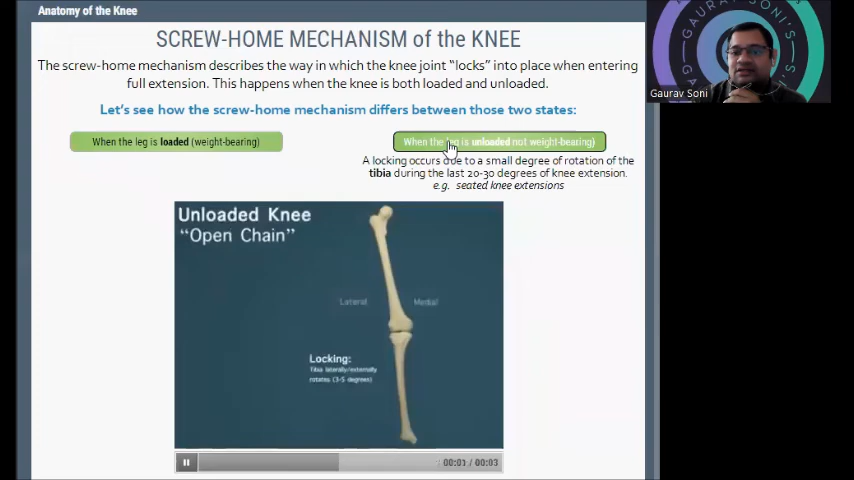 Anatomy of the Knee
SCREW-HOME MECHANISM of the KNEE
The screw-home mechanism describes the way in which the knee joint “locks” into place when entering
full extension. This happens when the knee is both loaded and unloaded.
Let’s see how the screw-home mechanism differs between those two states:
When the leg is loaded (weight-bearing)
When the leg is unloaded not weight-bearing)
A locking occurs due to a small degree of rotation of the
tibia during the last 20-30 degrees of knee extension.
e.g. seated knee extensions
Unloaded Knee
“Open Chain”
Lateral Medial
Locking:
Tibia laterally/externally
rotates (3-5 degrees)
00:01 / 00:03
GAURAV SONI'S
Gaurav Soni